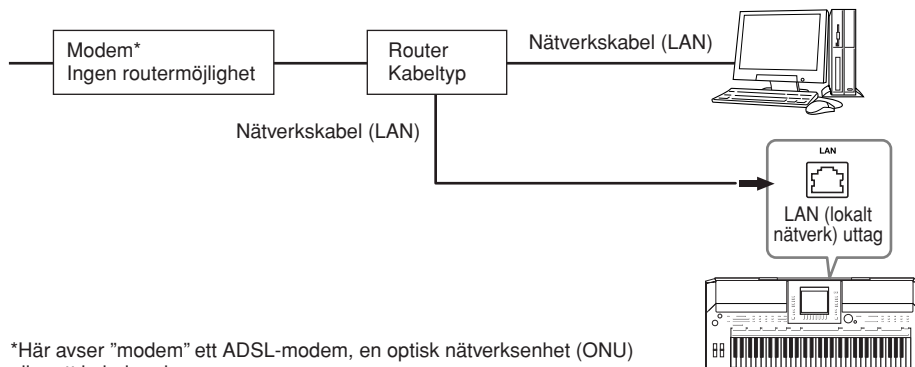 Modem*
Ingen routermöjlighet
Router
Kabeltyp
Nätverkskabel (LAN)
Nätverkskabel (LAN)
LAN
LAN (lokalt
nätverk) uttag
*Här avser ”modem” ett ADSL-modem, en optisk nätverksenhet (ONU)